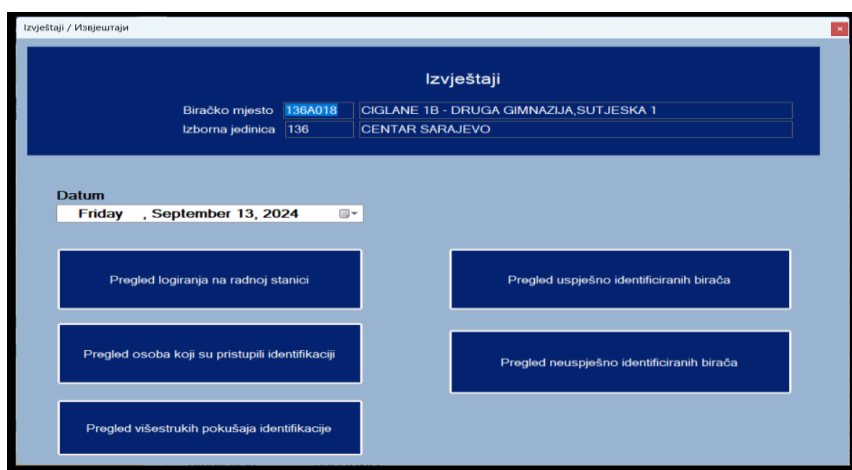 Izvještaji / Извјештаји
Izvještaji
Biračko mjesto 136A018 CIGLANE 1B - DRUGA GIMNAZIJA,SUTJESKA 1
Izborna jedinica 136 CENTAR SARAJEVO
Datum
Friday , September 13, 2024
Pregled logiranja na radnoj stanici
Pregled uspješno identificiranih birača
Pregled osoba koji su pristupili identifikaciji
Pregled neuspješno identificiranih birača
Pregled višestrukih pokušaja identifikacije